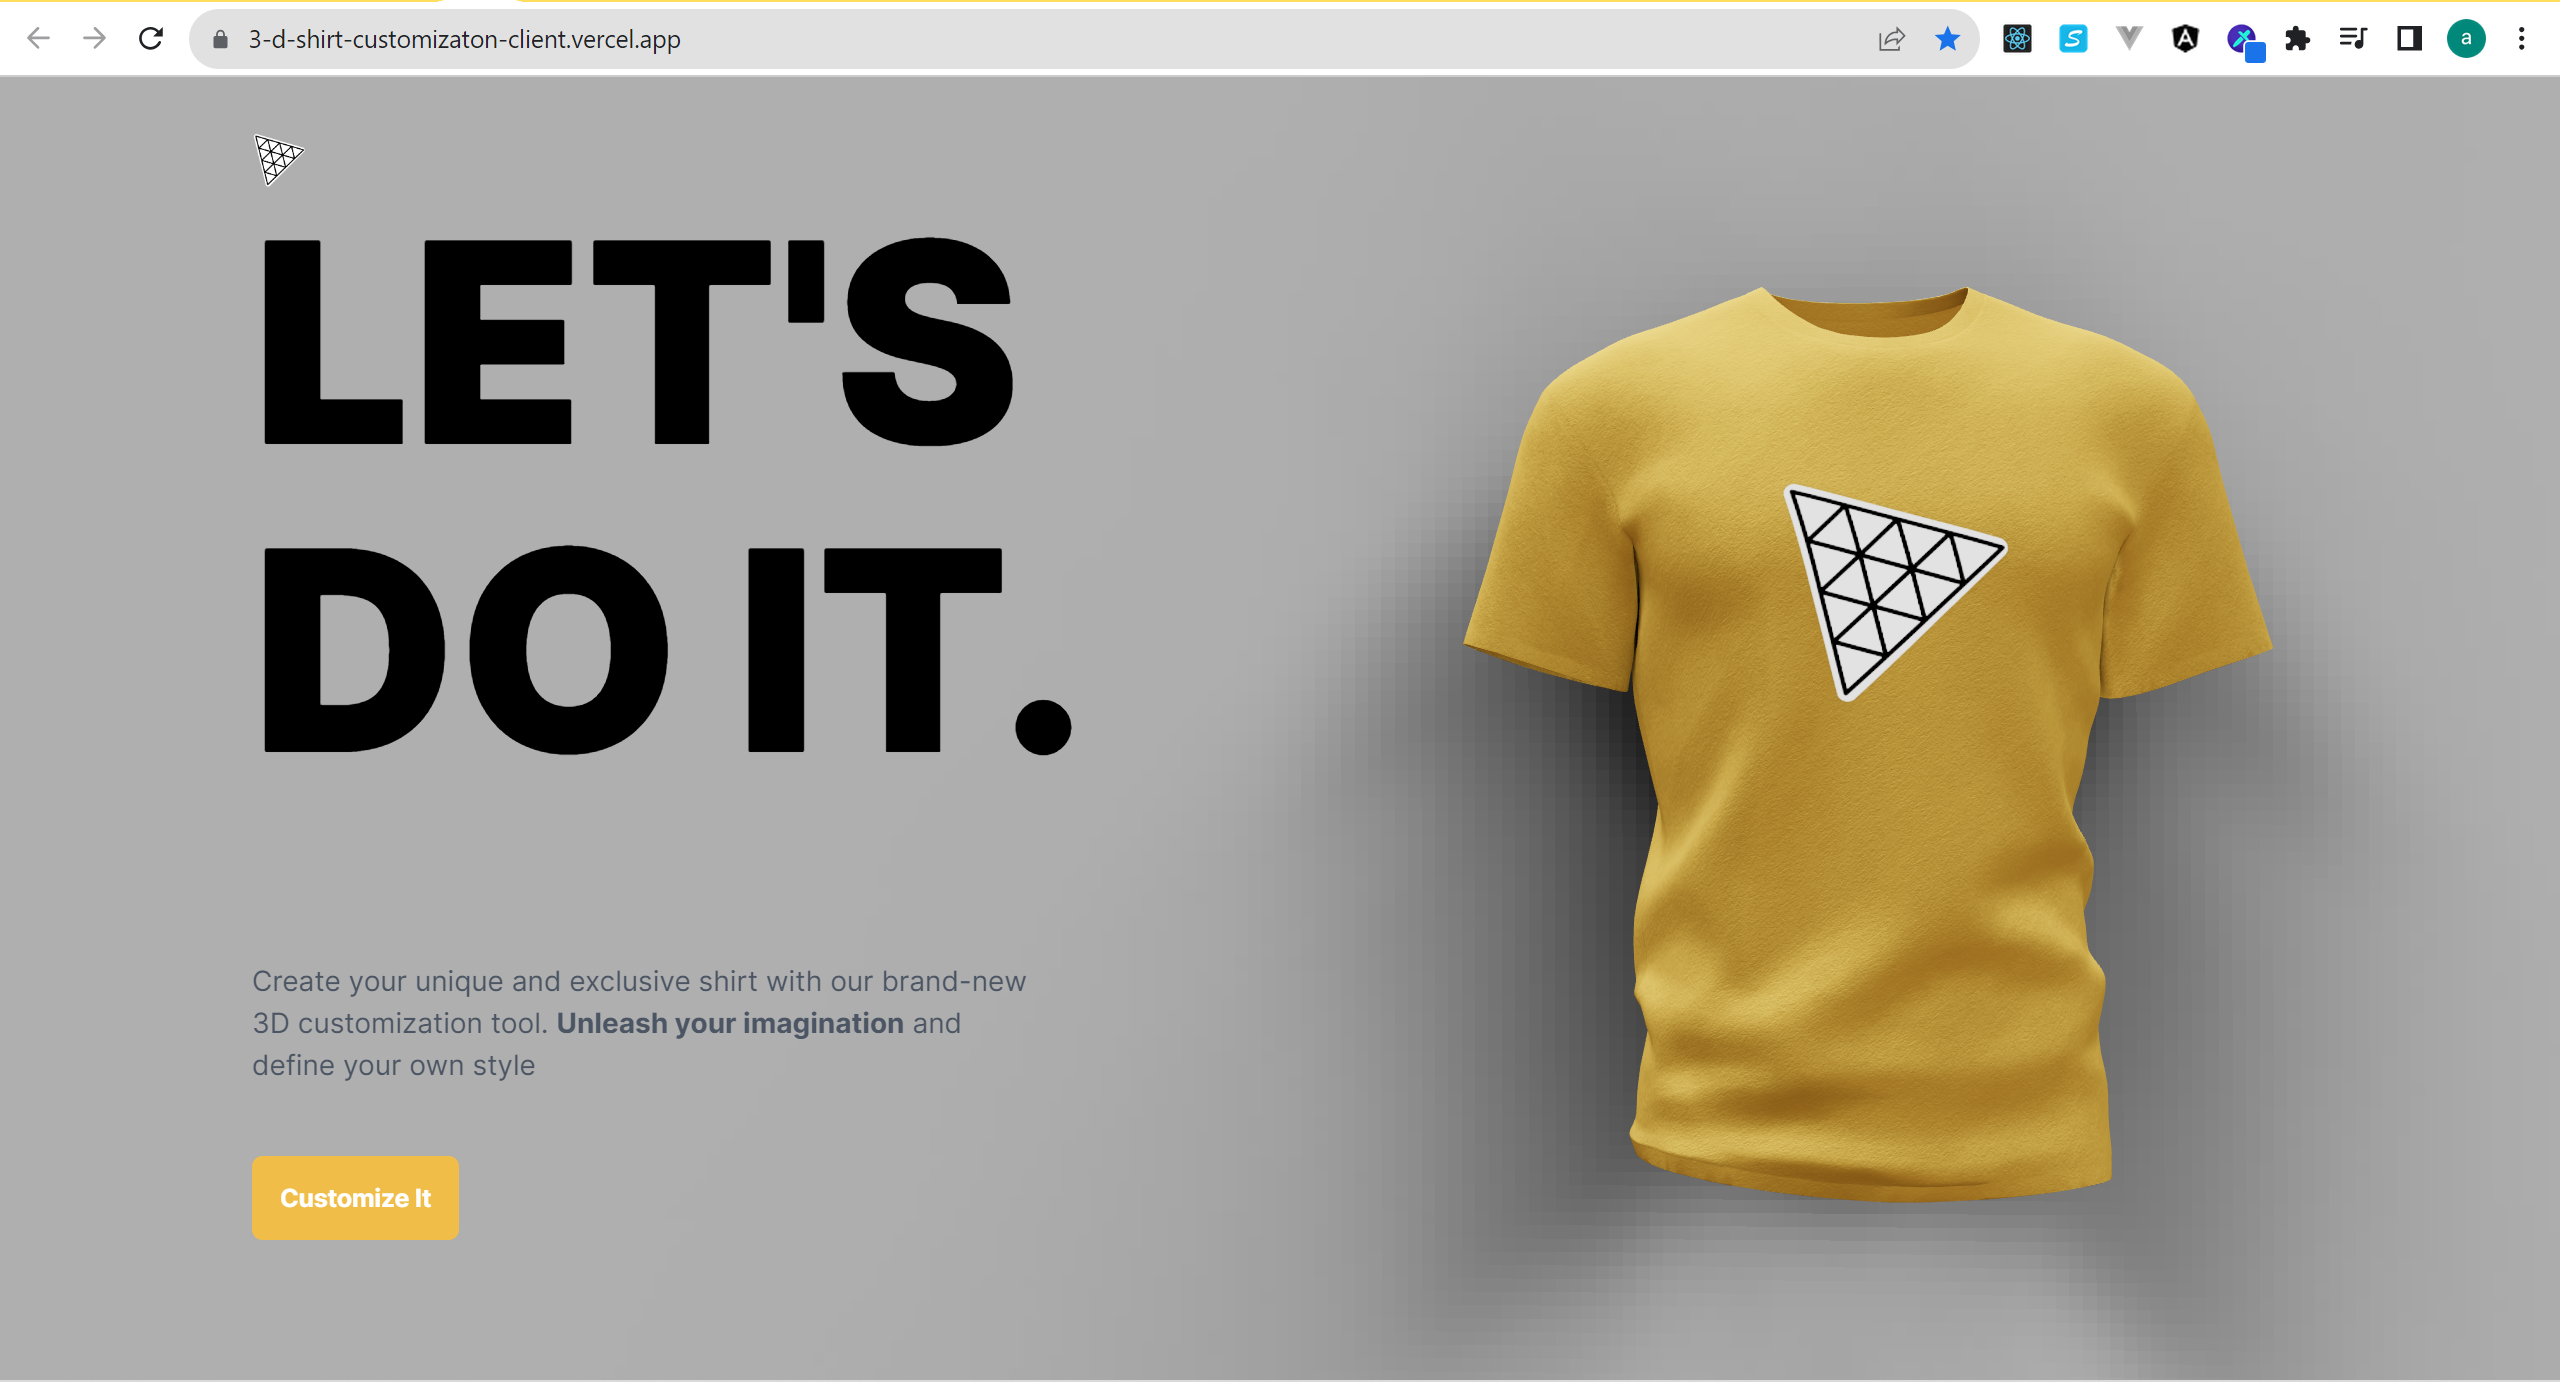 3-d-shirt-customizaton-client.vercel.app
a
LET'S
DO IT.
Create your unique and exclusive shirt with our brand-new
3D customization tool. Unleash your imagination and
define your own style
Customize It